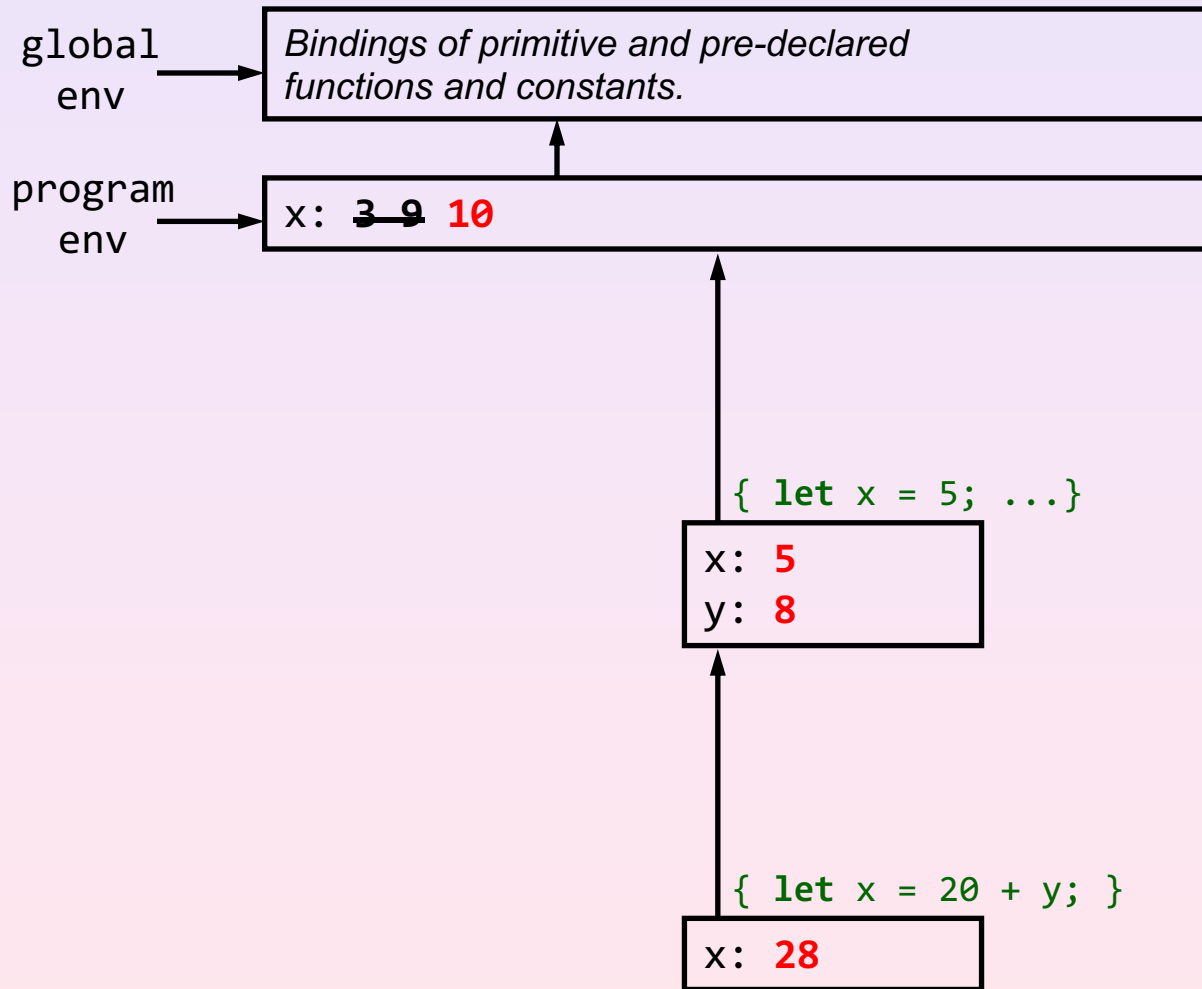 global
env
Bindings of primitive and pre-declared
functions and constants.
program
env
x: 3 9 10
{ let x = 5; ...}
x: 5
y: 8
{ let x = 20 + y; }
x: 28